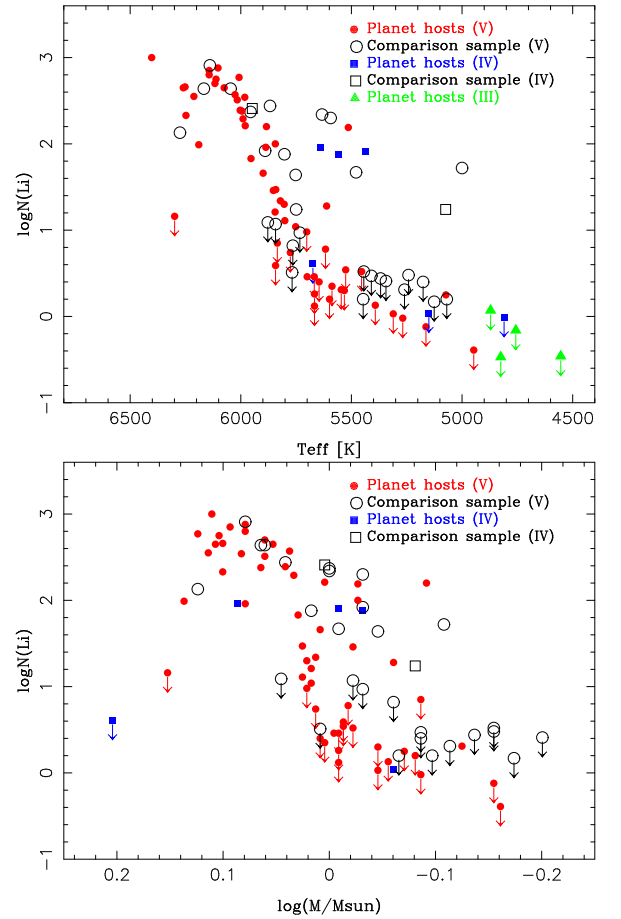 Planet hosts (V)
Comparison sample (V)
Planet hosts (IV)
Comparison sample (IV)
Planet hosts (III)
3
2
1
0
−1
logN(Li)
6500 6000 5500 5000 4500
Teff [K]
Planet hosts (V)
Comparison sample (V)
Planet hosts (IV)
Comparison sample (IV)
3
2
1
0
−1
logN(Li)
0.2 0.1 0 −0.1 −0.2
log(M/Msun)